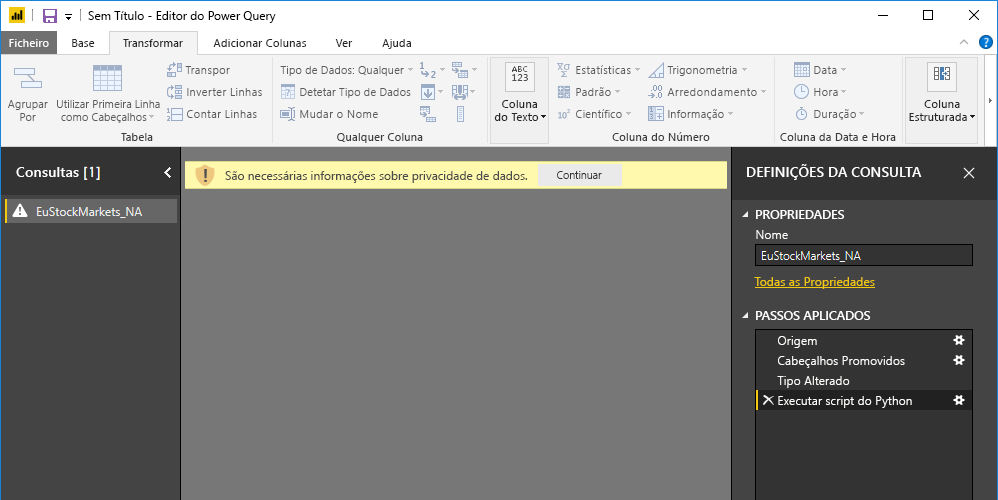 Sem Título - Editor do Power Query
Ficheiro Base Transformar Adicionar Colunas Ver Ajuda
Agrupar Por
Utilizar Primeira Linha como Cabeçalhos
Transpor
Inverter Linhas
Contar Linhas
Tabela
Tipo de Dados: Qualquer
Detetar Tipo de Dados
Mudar o Nome
1 2
Qualquer Coluna
ABC 123
Coluna do Texto
Estatísticas
Padrão
10² Científico
Trigonometria
.00 Arredondamento
Informação
Coluna do Número
Data
Hora
Duração
Coluna da Data e Hora
Coluna Estruturada
Consultas [1]
EuStockMarkets_NA
São necessárias informações sobre privacidade de dados. Continuar
DEFINIÇÕES DA CONSULTA
PROPRIEDADES
Nome
EuStockMarkets_NA
Todas as Propriedades
PASSOS APLICADOS
Origem
Cabeçalhos Promovidos
Tipo Alterado
Executar script do Python